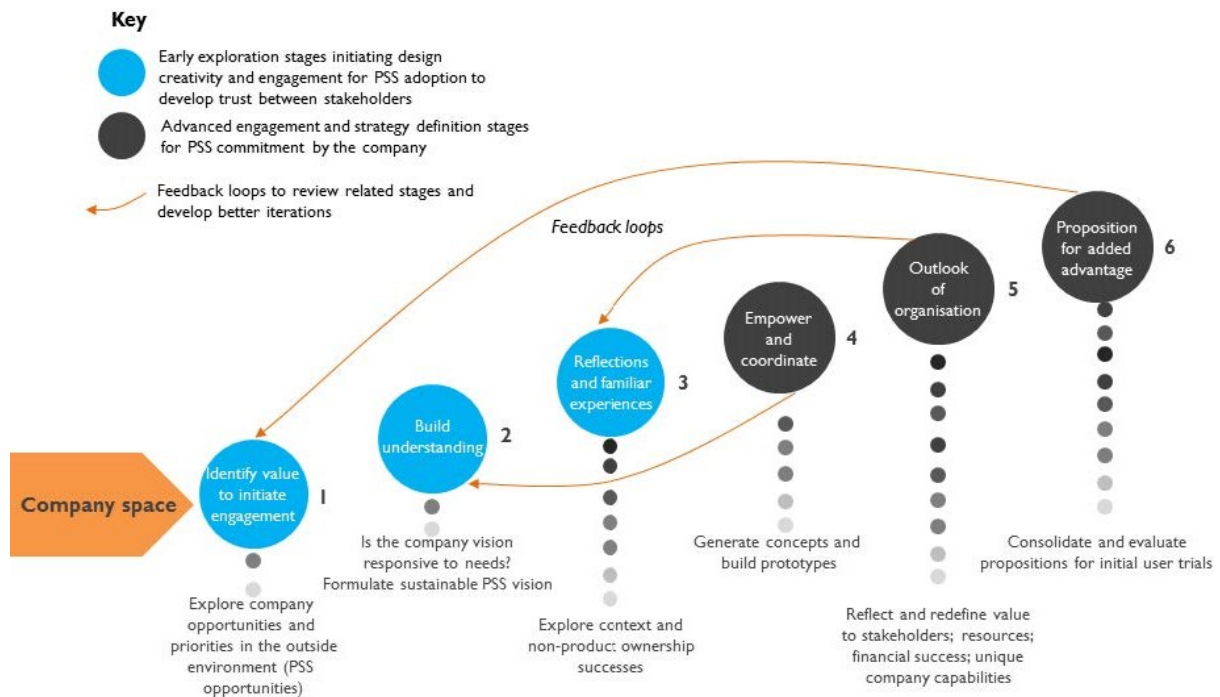 Key
Early exploration stages initiating design
creativity and engagement for PSS adoption to
develop trust between stakeholders
Advanced engagement and strategy definition stages
for PSS commitment by the company
Feedback loops to review related stages and
develop better iterations
Feedback loops
Company space
Identify value
to initiate
engagement
1
Explore company
opportunities and
priorities in the outside
environment (PSS
opportunities)
Build
understanding
2
Is the company vision
responsive to needs?
Formulate sustainable PSS vision
Reflections
and familiar
experiences
3
Explore context and
non-product ownership
successes
Empower
and
coordinate
4
Generate concepts and
build prototypes
Outlook
of
organisation
5
Reflect and redefine value
to stakeholders; resources;
financial success; unique
company capabilities
Proposition
for added
advantage
6
Consolidate and evaluate
propositions for initial user trials